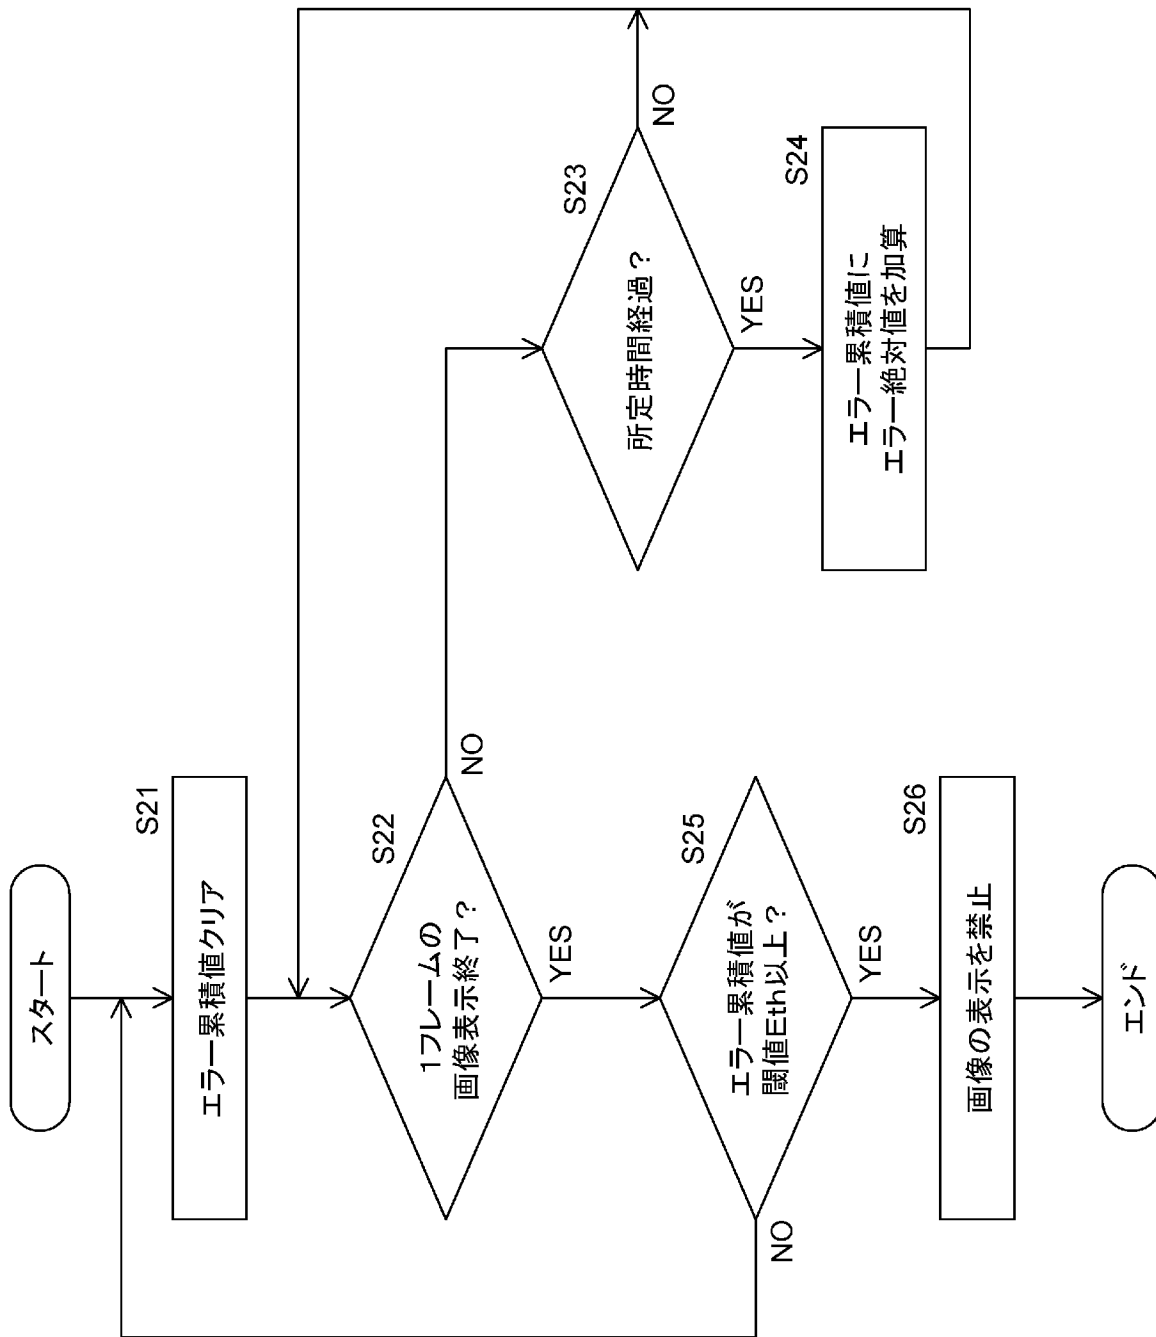 スタート
S21
エラー累積値クリア
S22
1フレームの
画像表示終了？
NO
YES
S23
所定時間経過？
NO
YES
S24
エラー累積値に
エラー絶対値を加算
S25
エラー累積値が
閾値Eth以上？
NO
YES
S26
画像の表示を禁止
エンド